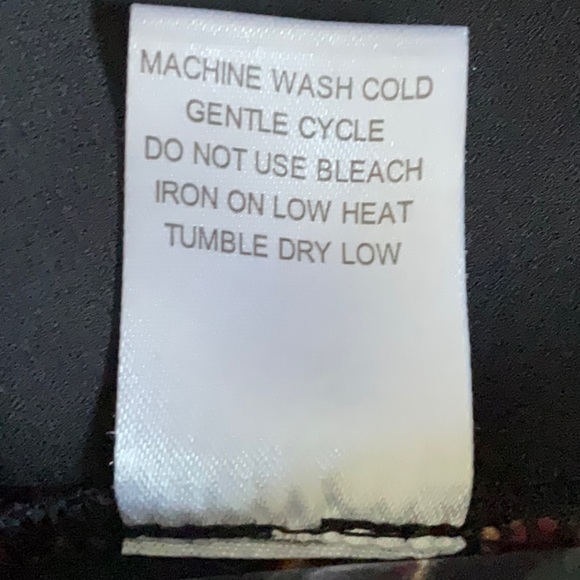 MACHINE WASH COLD
GENTLE CYCLE
DO NOT USE BLEACH
IRON ON LOW HEAT
TUMBLE DRY LOW